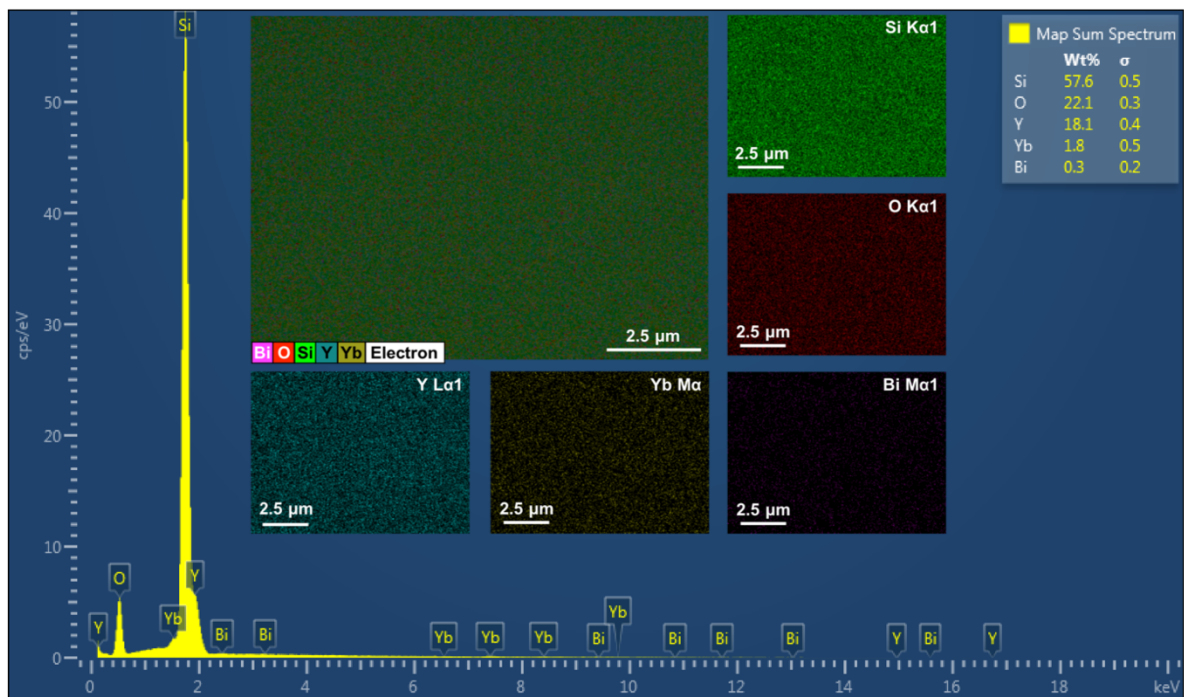 Si
Si Kα1
2.5 µm
O Kα1
2.5 µm
2.5 µm
Bi O Si Y Yb Electron
Y Lα1
2.5 µm
Yb Mα
2.5 µm
Bi Mα1
2.5 µm
Map Sum Spectrum
Wt% σ
Si 57.6 0.5
O 22.1 0.3
Y 18.1 0.4
Yb 1.8 0.5
Bi 0.3 0.2
cps/eV
50
40
30
20
10
0
Y O Yb Y Bi Bi Yb Yb Yb Bi Yb Bi Bi Bi Y Bi Y
0 2 4 6 8 10 12 14 16 18 keV